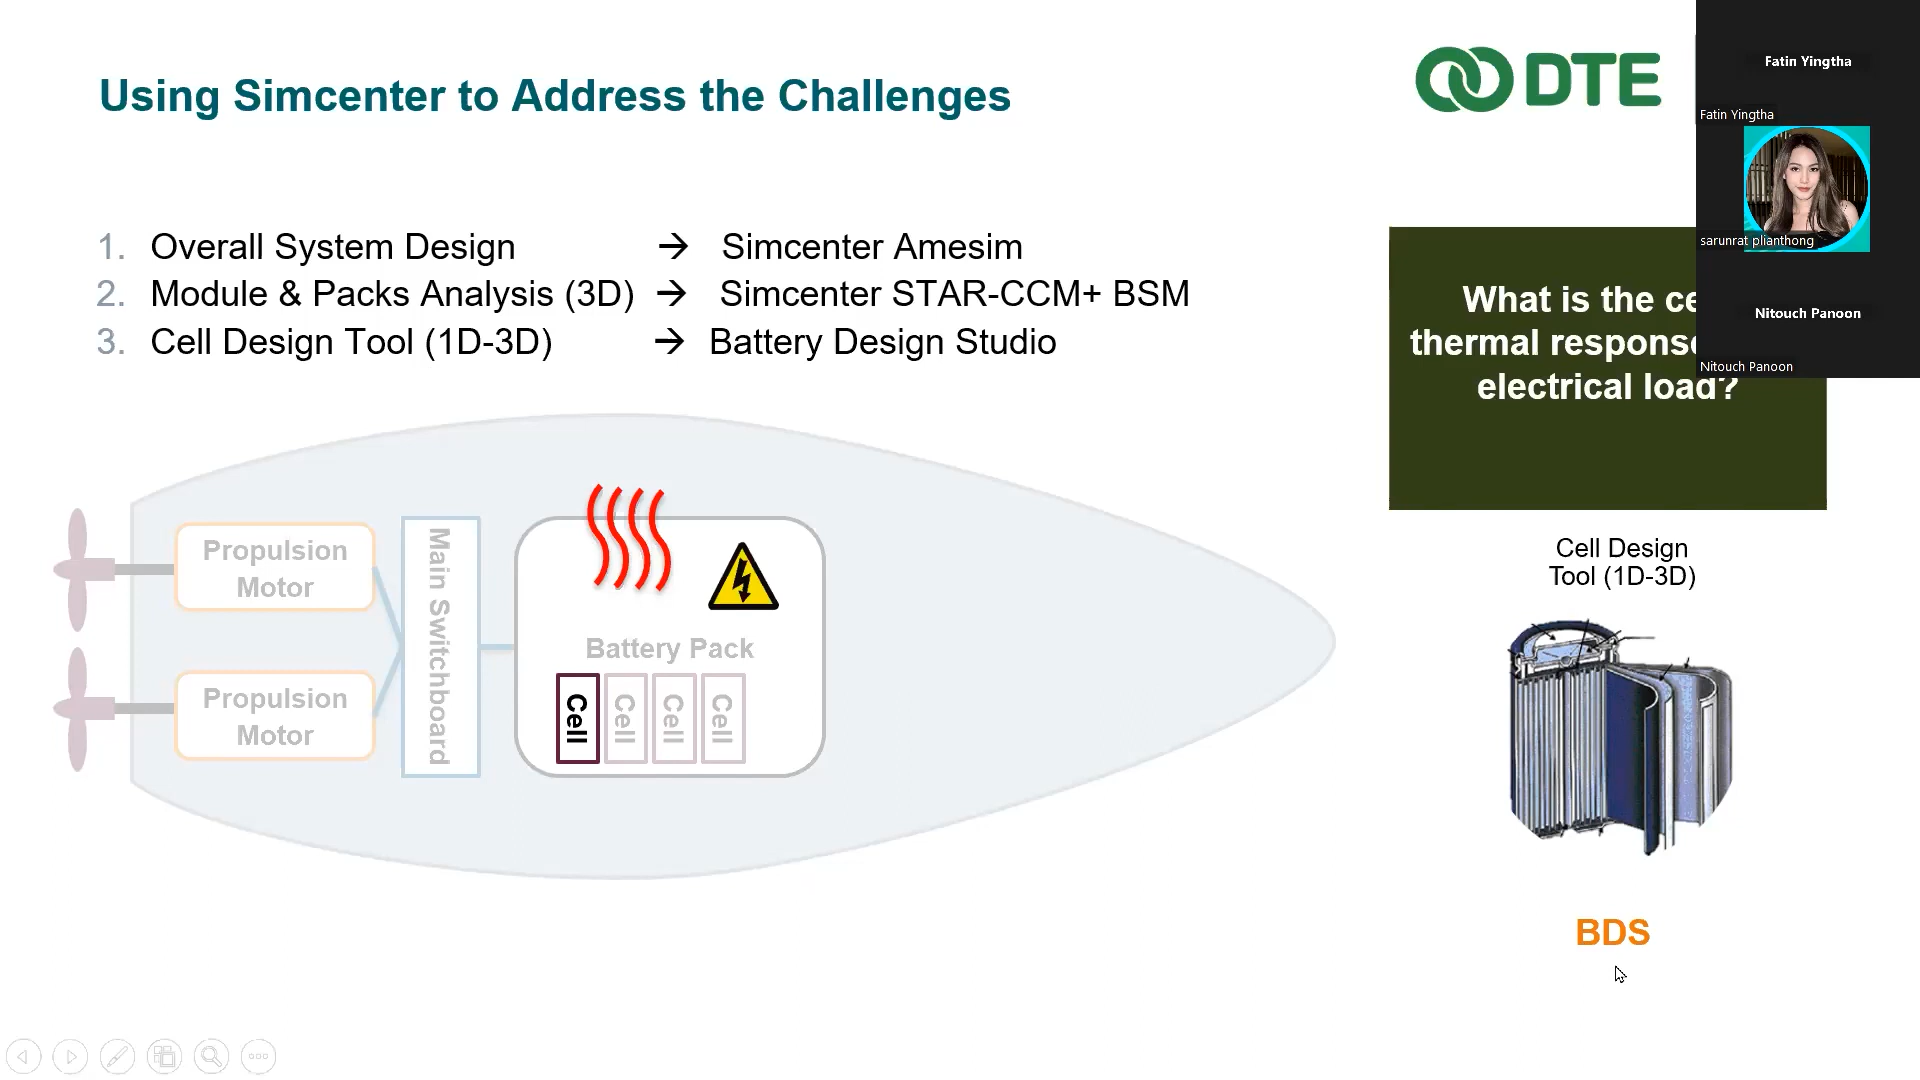 Using Simcenter to Address the Challenges
DTE
1. Overall System Design → Simcenter Amesim
2. Module & Packs Analysis (3D) → Simcenter STAR-CCM+ BSM
3. Cell Design Tool (1D-3D) → Battery Design Studio
Fatin Yingtha
Fatin Yingtha
sarunrat plianthong
Nitouch Panoon
Nitouch Panoon
What is the
thermal response
electrical load?
Propulsion
Motor
Propulsion
Motor
Main Switchboard
Battery Pack
Cell
Cell
Cell
Cell
Cell Design
Tool (1D-3D)
BDS